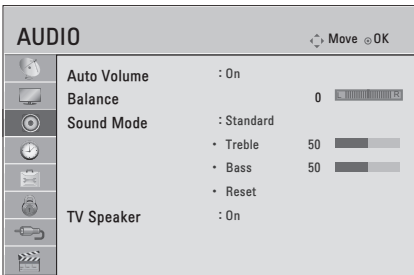 AUDIO Move OK
Auto Volume : On
Balance 0 L R
Sound Mode : Standard
• Treble 50
• Bass 50
• Reset
TV Speaker : On